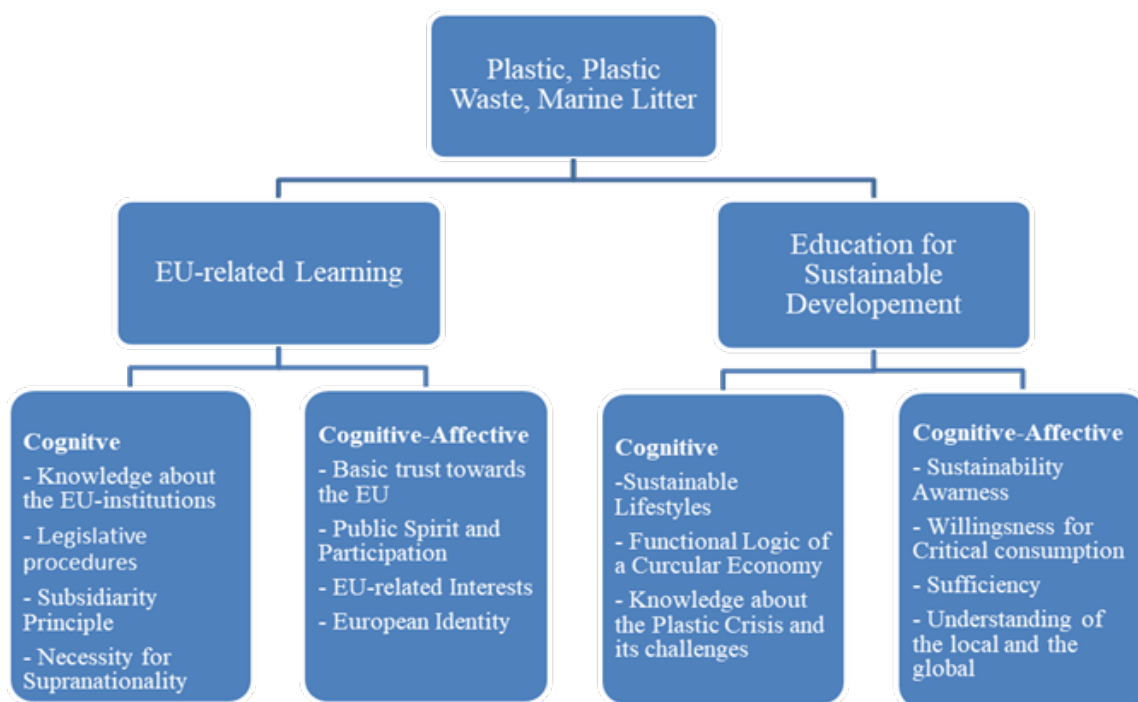 Plastic, Plastic
Waste, Marine Litter
EU-related Learning
Education for
Sustainable
Developement
Cognitve
- Knowledge about
the EU-institutions
- Legislative
procedures
- Subsidiarity
Principle
- Necessity for
Supranationality
Cognitive-Affective
- Basic trust towards
the EU
- Public Spirit and
Participation
- EU-related Interests
- European Identity
Cognitive
-Sustainable
Lifestyles
- Functional Logic of
a Curcular Economy
- Knowledge about
the Plastic Crisis and
its challenges
Cognitive-Affective
- Sustainability
Awarness
- Willingsness for
Critical consumption
- Sufficiency
- Understanding of
the local and the
global